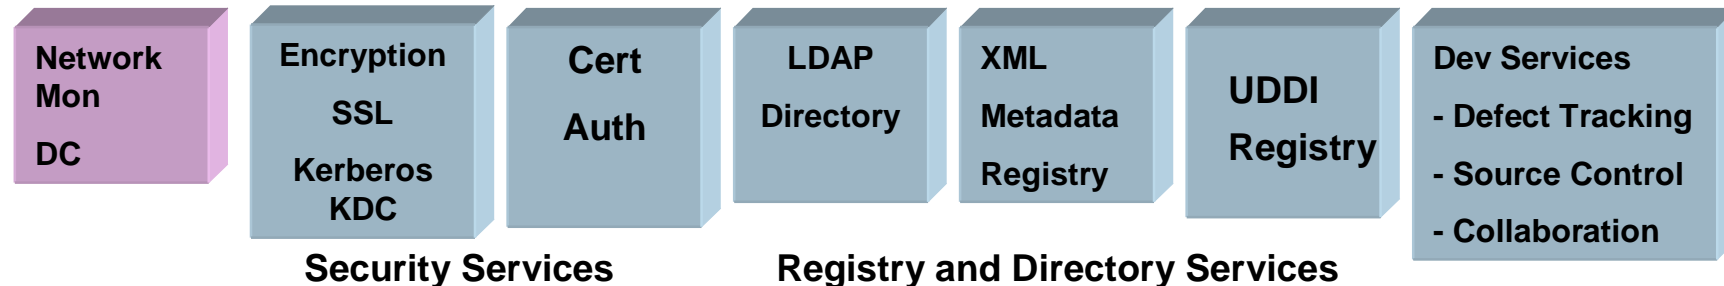 Network
Mon
DC
Encryption
SSL
Kerberos
KDC
Cert
Auth
LDAP
Directory
XML
Metadata
Registry
UDDI
Registry
Dev Services
- Defect Tracking
- Source Control
- Collaboration
Security Services
Registry and Directory Services